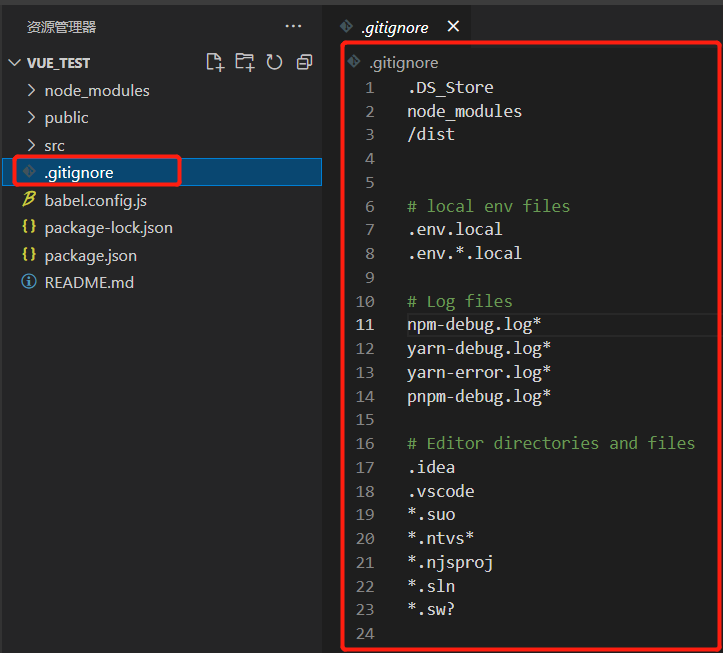 资源管理器
VUE_TEST
node_modules
public
src
.gitignore
babel.config.js
package-lock.json
package.json
README.md
.gitignore
.gitignore
1 .DS_Store
2 node_modules
3 /dist
4
5
6 # local env files
7 .env.local
8 .env.*.local
9
10 # Log files
11 npm-debug.log*
12 yarn-debug.log*
13 yarn-error.log*
14 pnpm-debug.log*
15
16 # Editor directories and files
17 .idea
18 .vscode
19 *.suo
20 *.ntvs*
21 *.njsproj
22 *.sln
23 *.sw?
24